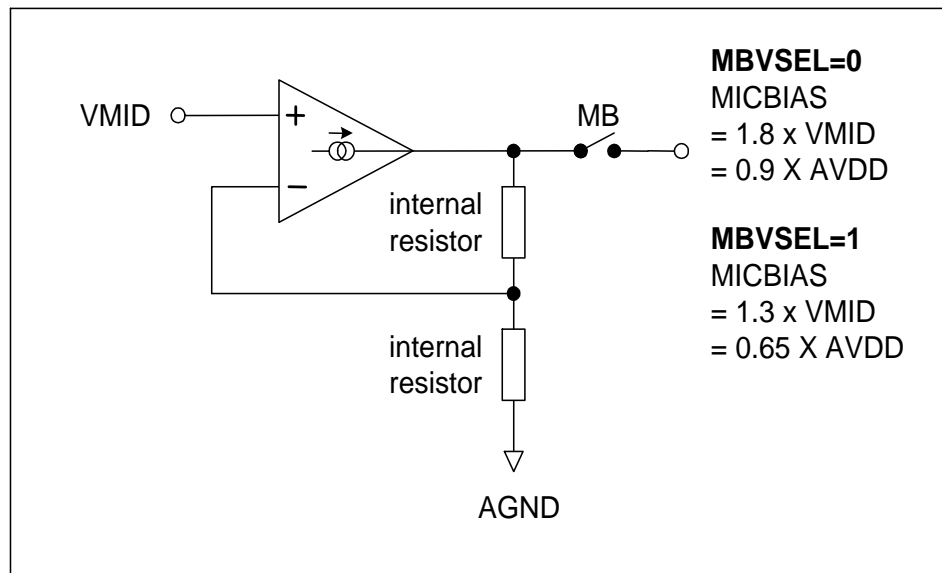 VMID
+
−
MB
internal
resistor
internal
resistor
AGND
MBVSEL=0
MICBIAS
= 1.8 x VMID
= 0.9 X AVDD
MBVSEL=1
MICBIAS
= 1.3 x VMID
= 0.65 X AVDD